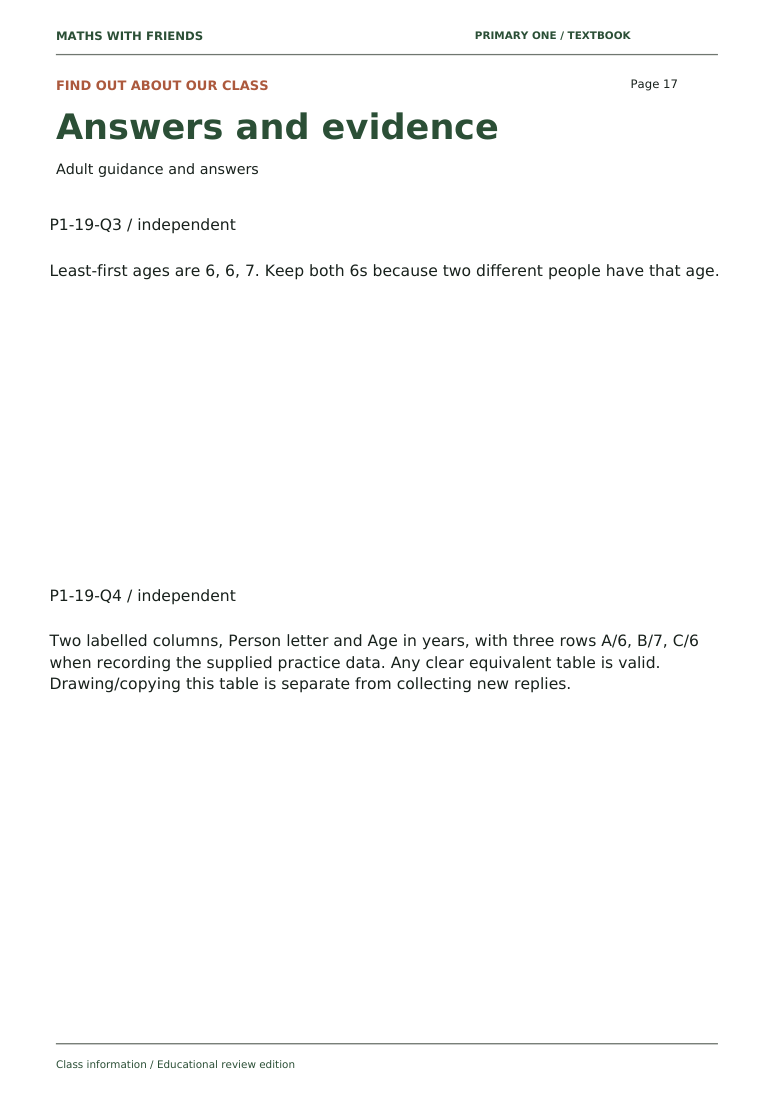 MATHS WITH FRIENDS
PRIMARY ONE / TEXTBOOK
FIND OUT ABOUT OUR CLASS
Page 17
Answers and evidence
Adult guidance and answers
P1-19-Q3 / independent
Least-first ages are 6, 6, 7. Keep both 6s because two different people have that age.
P1-19-Q4 / independent
Two labelled columns, Person letter and Age in years, with three rows A/6, B/7, C/6
when recording the supplied practice data. Any clear equivalent table is valid.
Drawing/copying this table is separate from collecting new replies.
Class information / Educational review edition